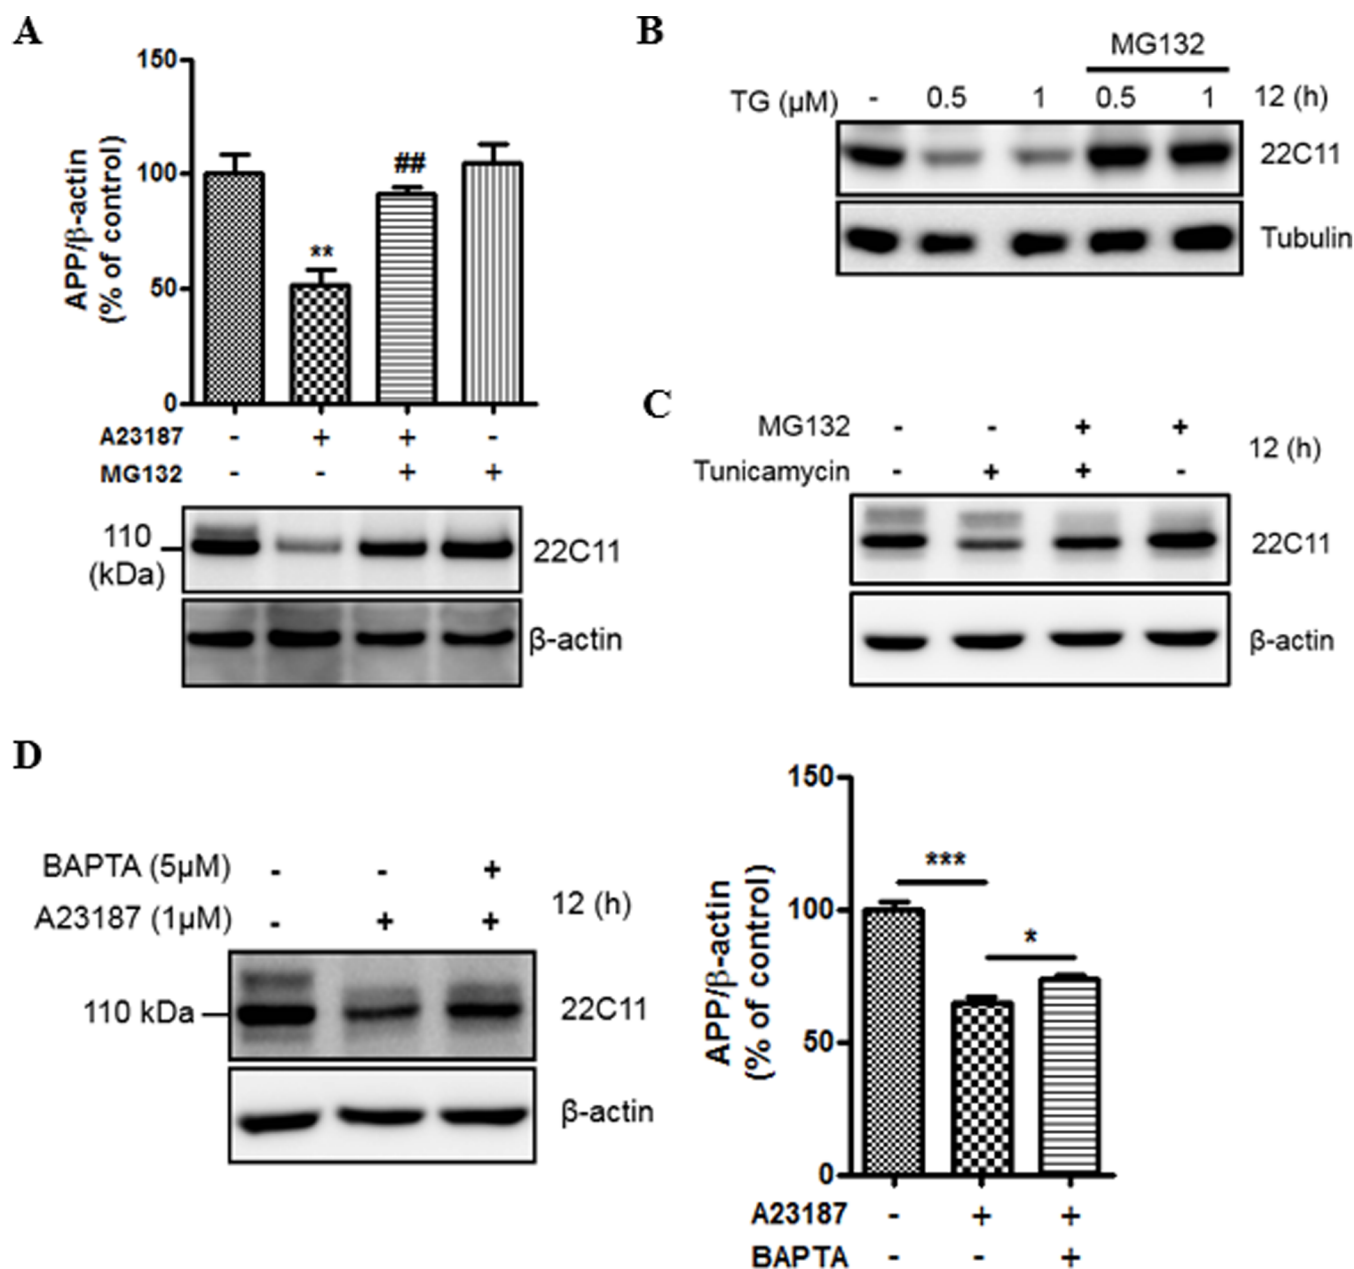 A
150
100
50
0
APP/β-actin
(% of control)
**
##
A23187 - + + -
MG132 - - + +
110
(kDa)
22C11
β-actin
B
MG132
TG (µM) - 0.5 1 0.5 1 12 (h)
22C11
Tubulin
C
MG132 - - + +
Tunicamycin - + + -
12 (h)
22C11
β-actin
D
BAPTA (5µM) - - +
A23187 (1µM) - + +
12 (h)
110 kDa
22C11
β-actin
150
100
50
0
APP/β-actin
(% of control)
***
*
A23187 - + +
BAPTA - - +